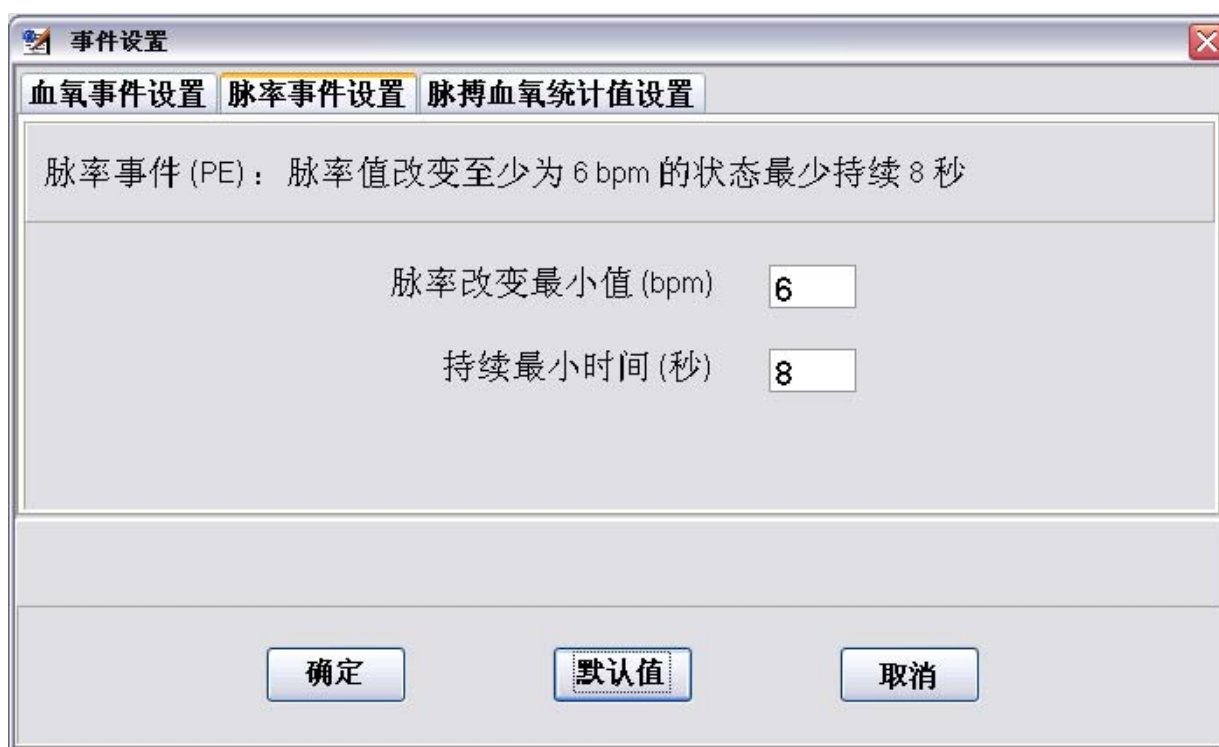 事件设置
血氧事件设置 脉率事件设置 脉搏血氧统计值设置
脉率事件 (PE)：脉率值改变至少为 6 bpm 的状态最少持续 8 秒
脉率改变最小值 (bpm) 6
持续最小时间 (秒) 8
确定 默认值 取消